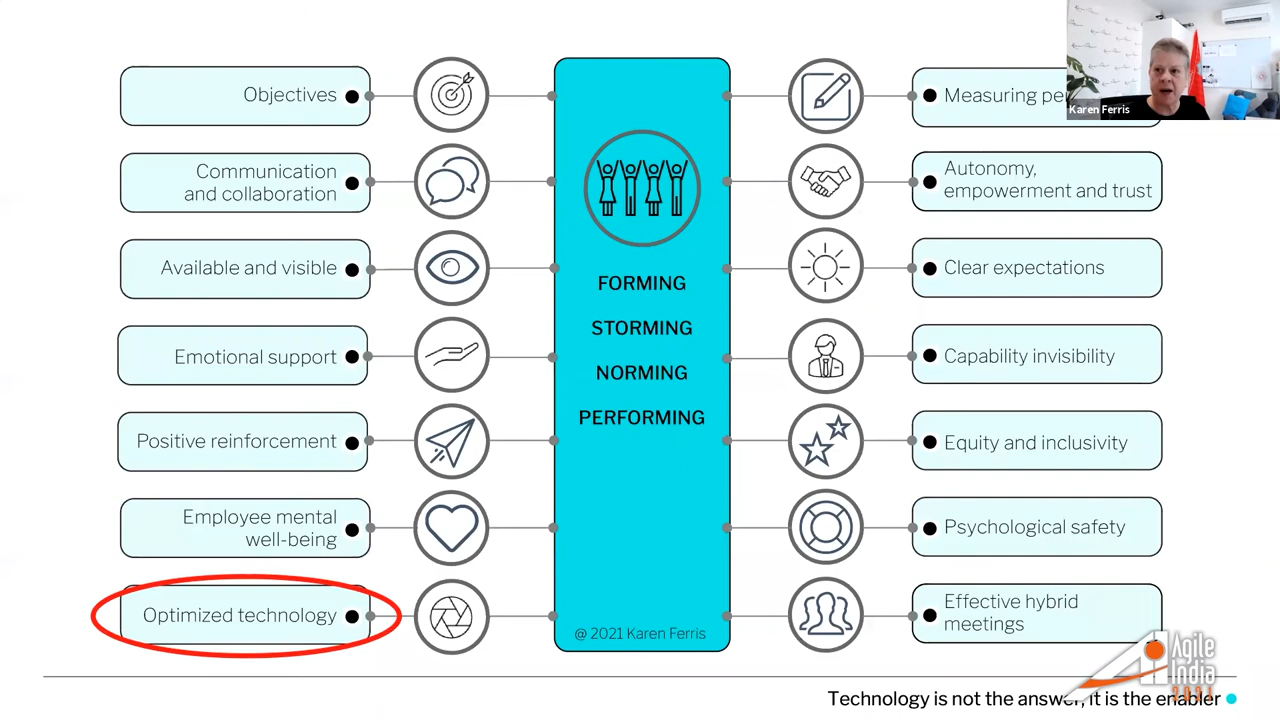 Objectives
Communication
and collaboration
Available and visible
Emotional support
Positive reinforcement
Employee mental
well-being
Optimized technology
FORMING
STORMING
NORMING
PERFORMING
@ 2021 Karen Ferris
Measuring
Karen Ferris
Autonomy,
empowerment and trust
Clear expectations
Capability invisibility
Equity and inclusivity
Psychological safety
Effective hybrid
meetings
Agile
India
2021
Technology is not the answer, it is the enabler